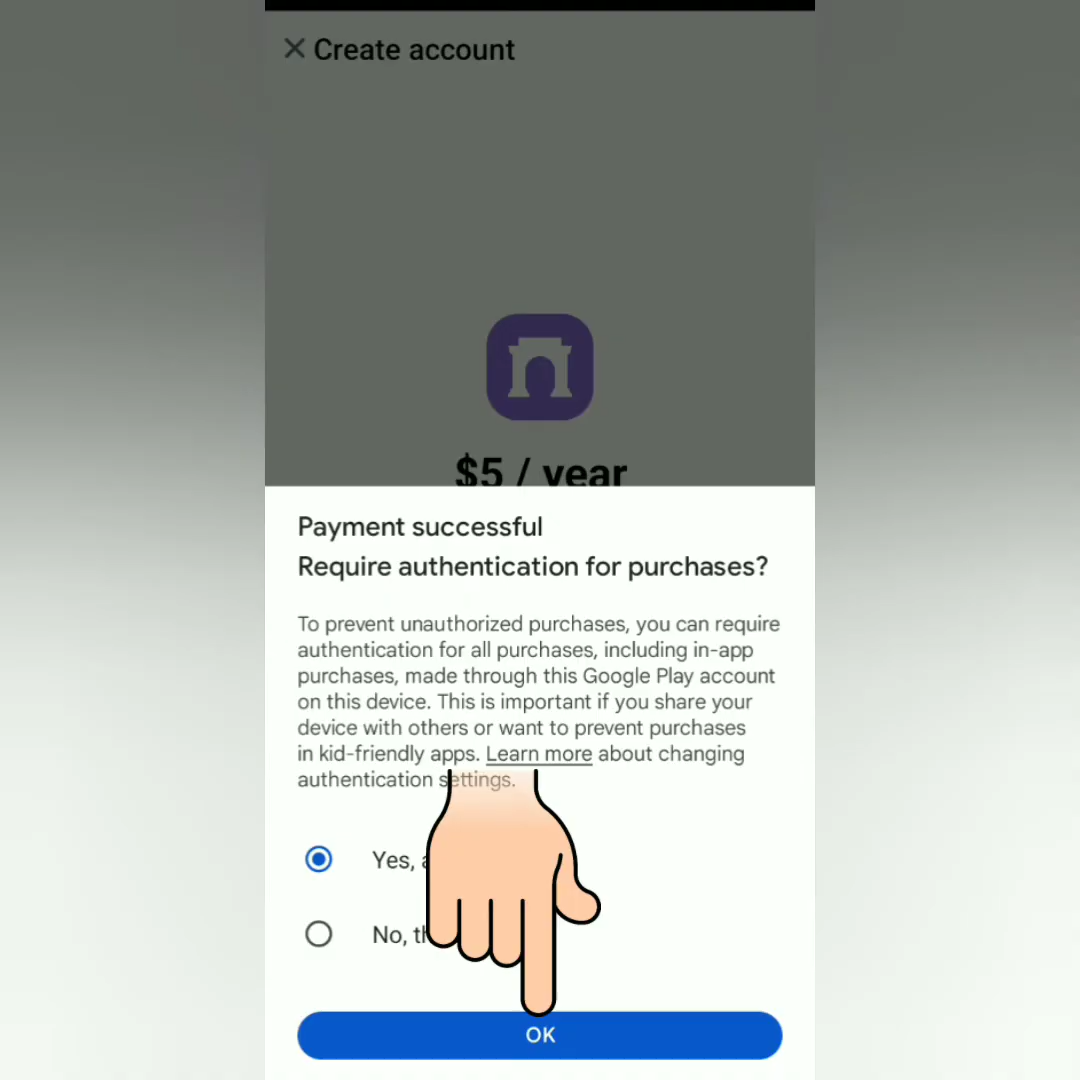 Create account
$5 / year
Payment successful
Require authentication for purchases?
To prevent unauthorized purchases, you can require
authentication for all purchases, including in-app
purchases, made through this Google Play account
on this device. This is important if you share your
device with others or want to prevent purchases
in kid-friendly apps. Learn more about changing
authentication settings.
Yes,
No,
OK